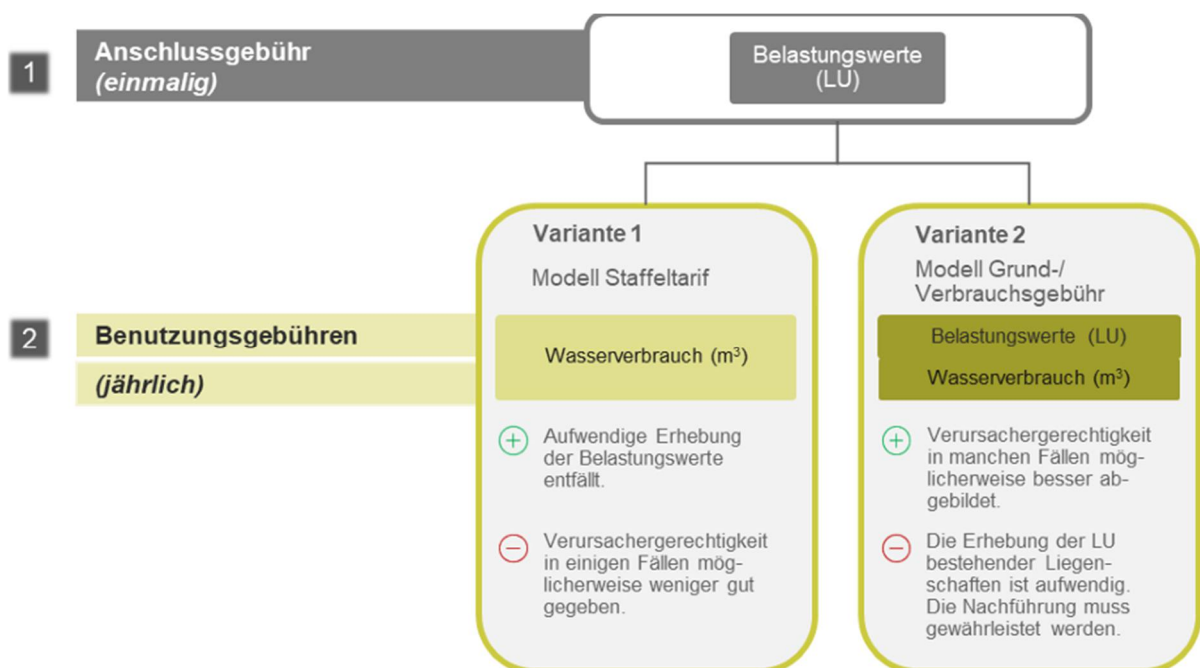 1
Anschlussgebühr
(einmalig)
Belastungswerte
(LU)
2
Benutzungsgebühren
(jährlich)
Variante 1
Modell Staffeltarif
Wasserverbrauch (m³)
Aufwendige Erhebung
der Belastungswerte
entfällt.
Verursachergerechtigkeit
in einigen Fällen mög-
licherweise weniger gut
gegeben.
Variante 2
Modell Grund-/
Verbrauchsgebühr
Belastungswerte (LU)
Wasserverbrauch (m³)
Verursachergerechtigkeit
in manchen Fällen mög-
licherweise besser ab-
gebildet.
Die Erhebung der LU
bestehender Liegen-
schaften ist aufwendig.
Die Nachführung muss
gewährleistet werden.